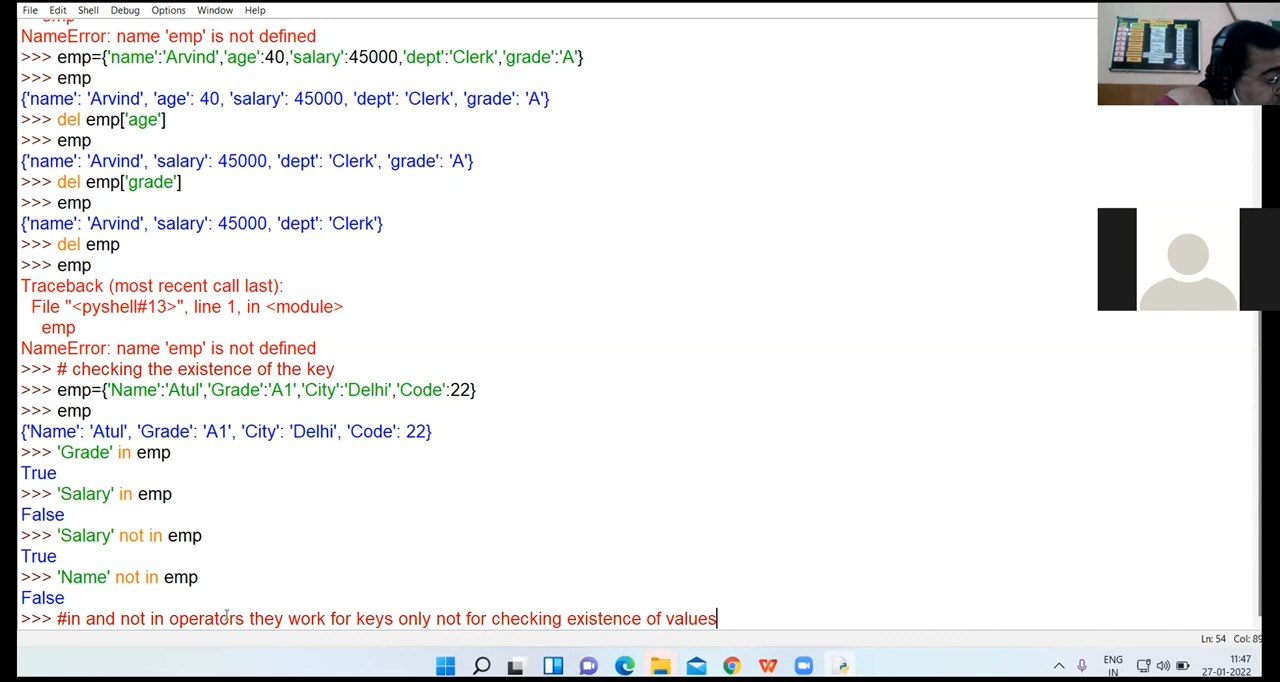 File Edit Shell Debug Options Window Help
NameError: name 'emp' is not defined
>>> emp={'name':'Arvind','age':40,'salary':45000,'dept':'Clerk','grade':'A'}
>>> emp
{'name': 'Arvind', 'age': 40, 'salary': 45000, 'dept': 'Clerk', 'grade': 'A'}
>>> del emp['age']
>>> emp
{'name': 'Arvind', 'salary': 45000, 'dept': 'Clerk', 'grade': 'A'}
>>> del emp['grade']
>>> emp
{'name': 'Arvind', 'salary': 45000, 'dept': 'Clerk'}
>>> del emp
>>> emp
Traceback (most recent call last):
File "<pyshell#13>", line 1, in <module>
emp
NameError: name 'emp' is not defined
>>> # checking the existence of the key
>>> emp={'Name':'Atul','Grade':'A1','City':'Delhi','Code':22}
>>> emp
{'Name': 'Atul', 'Grade': 'A1', 'City': 'Delhi', 'Code': 22}
>>> 'Grade' in emp
True
>>> 'Salary' in emp
False
>>> 'Salary' not in emp
True
>>> 'Name' not in emp
False
>>> #in and not in operators they work for keys only not for checking existence of values
Ln: 54 Col: 89
ENG
IN
11:47
27-01-2022